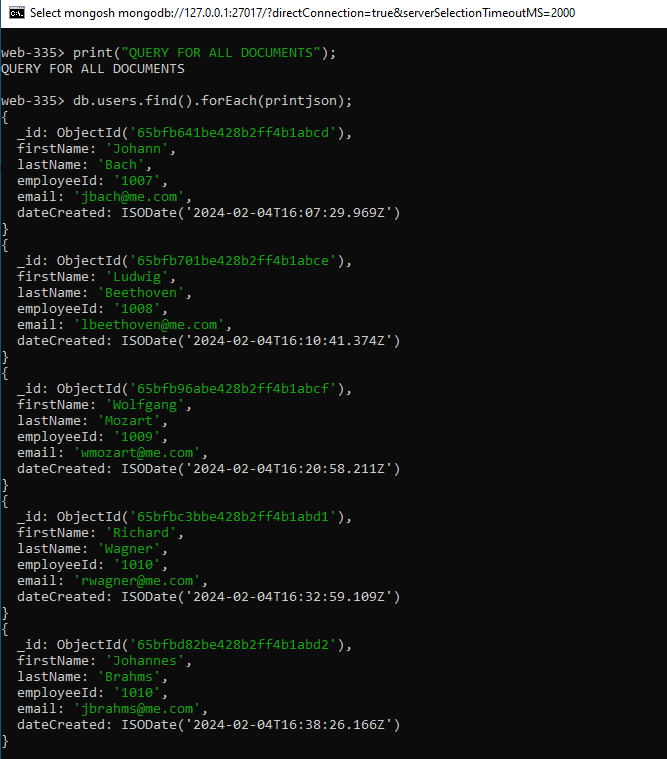 Select mongosh mongodb://127.0.0.1:27017/?directConnection=true&serverSelectionTimeoutMS=2000
web-335> print("QUERY FOR ALL DOCUMENTS");
QUERY FOR ALL DOCUMENTS
web-335> db.users.find().forEach(printjson);
{
  _id: ObjectId('65bfb641be428b2ff4b1abcd'),
  firstName: 'Johann',
  lastName: 'Bach',
  employeeId: '1007',
  email: 'jbach@me.com',
  dateCreated: ISODate('2024-02-04T16:07:29.969Z')
}
{
  _id: ObjectId('65bfb701be428b2ff4b1abce'),
  firstName: 'Ludwig',
  lastName: 'Beethoven',
  employeeId: '1008',
  email: 'lbeethoven@me.com',
  dateCreated: ISODate('2024-02-04T16:10:41.374Z')
}
{
  _id: ObjectId('65bfb96abe428b2ff4b1abcf'),
  firstName: 'Wolfgang',
  lastName: 'Mozart',
  employeeId: '1009',
  email: 'wmozart@me.com',
  dateCreated: ISODate('2024-02-04T16:20:58.211Z')
}
{
  _id: ObjectId('65bfbc3bbe428b2ff4b1abd1'),
  firstName: 'Richard',
  lastName: 'Wagner',
  employeeId: '1010',
  email: 'rwagner@me.com',
  dateCreated: ISODate('2024-02-04T16:32:59.109Z')
}
{
  _id: ObjectId('65bfbd82be428b2ff4b1abd2'),
  firstName: 'Johannes',
  lastName: 'Brahms',
  employeeId: '1010',
  email: 'jbrahms@me.com',
  dateCreated: ISODate('2024-02-04T16:38:26.166Z')
}